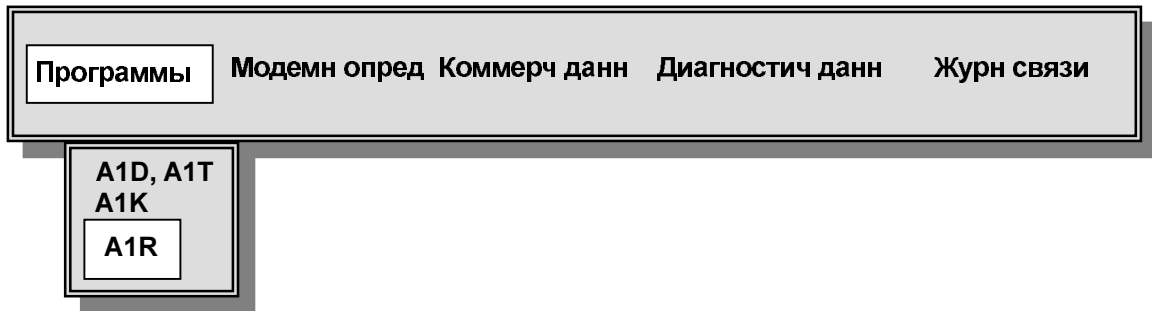 Программы Модемн опред Коммерч данн Диагностич данн Журн связи
A1D, A1T
A1K
A1R